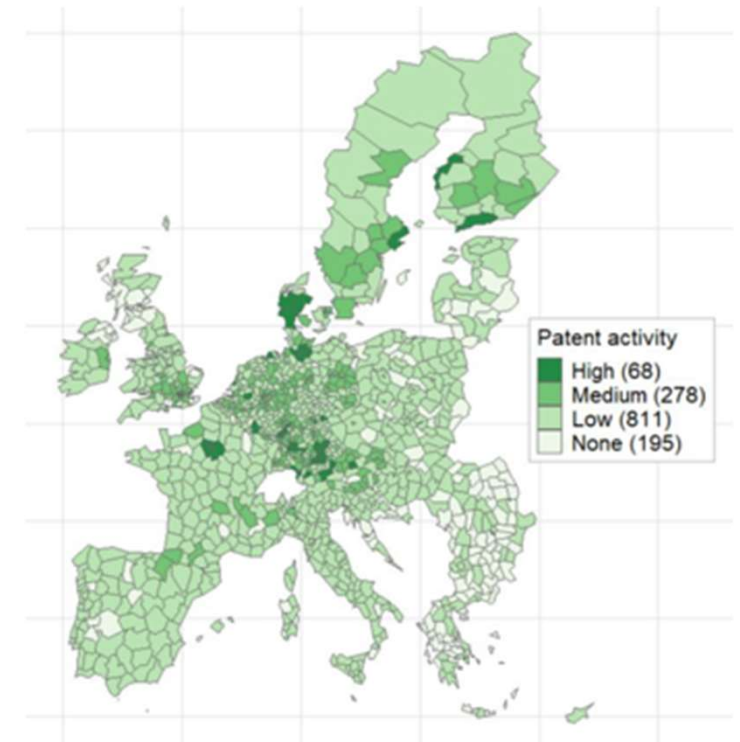 Patent activity
High (68)
Medium (278)
Low (811)
None (195)